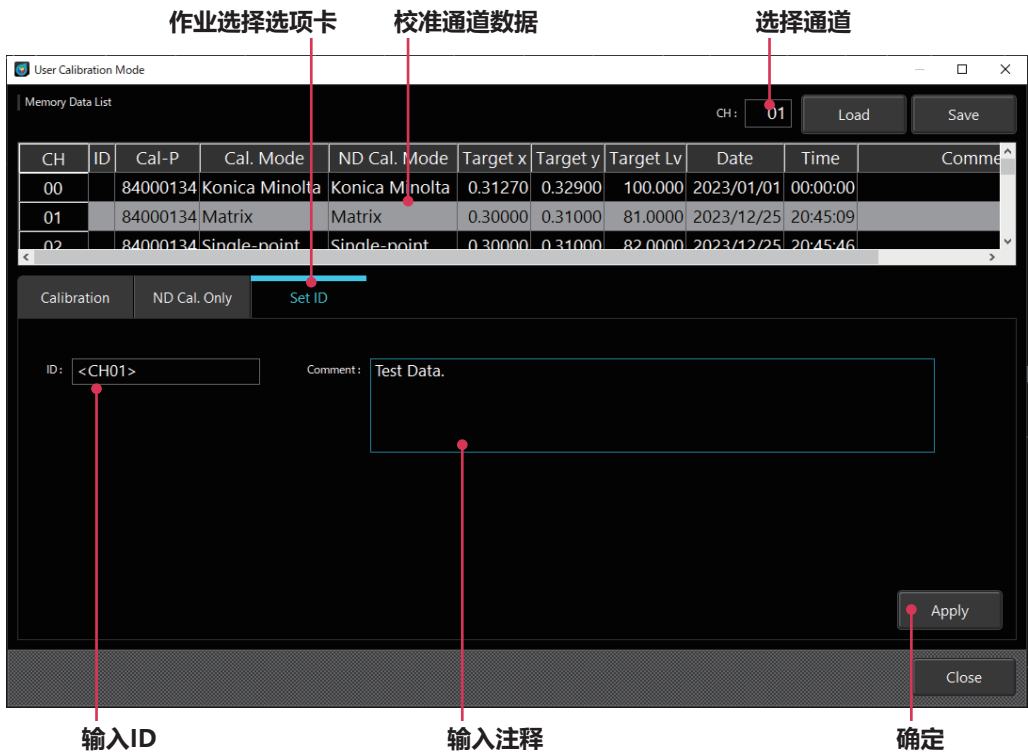 作业选择选项卡 校准通道数据 选择通道
User Calibration Mode
Memory Data List
CH: 01 Load Save
CH ID Cal-P Cal. Mode ND Cal. Mode Target x Target y Target Lv Date Time Comme
00 84000134 Konica Minolta Konica Minolta 0.31270 0.32900 100.000 2023/01/01 00:00:00
01 84000134 Matrix Matrix 0.30000 0.31000 81.0000 2023/12/25 20:45:09
02 84000134 Single-point Single-point 0.30000 0.31000 82.0000 2023/12/25 20:45:46
Calibration ND Cal. Only Set ID
ID: <CH01> Comment: Test Data.
Apply
Close
输入ID 输入注释 确定